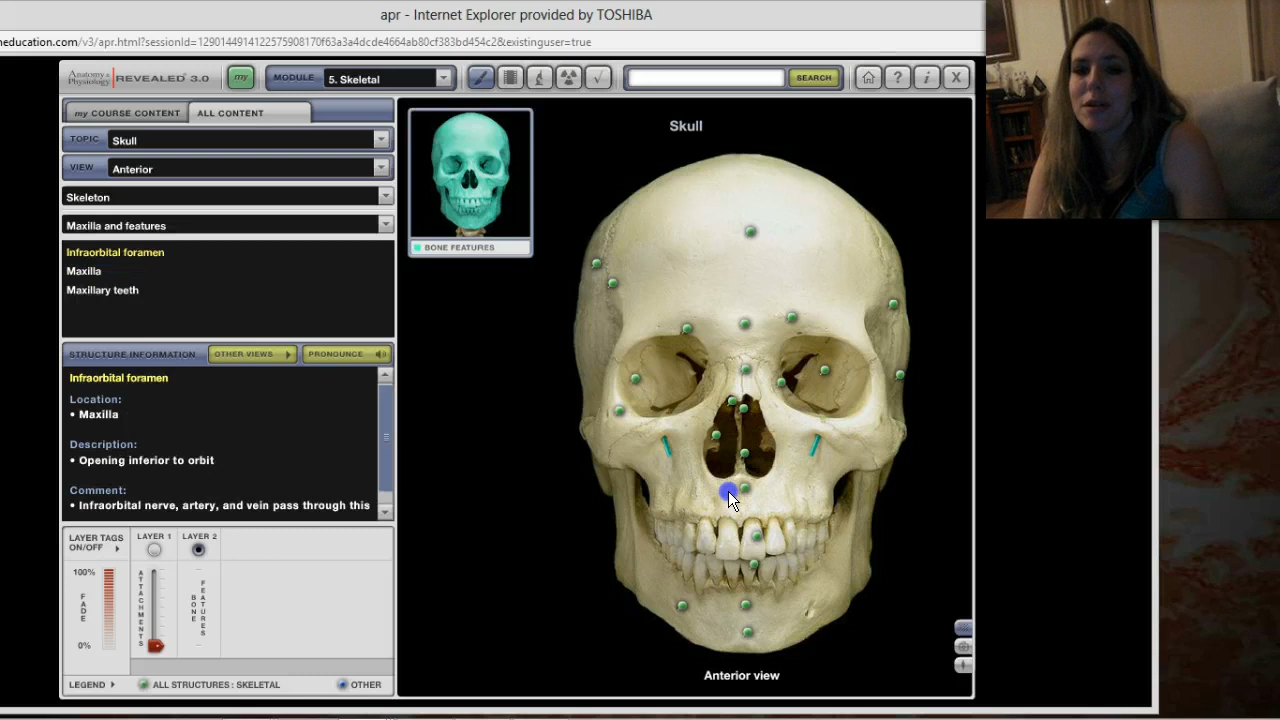 apr - Internet Explorer provided by TOSHIBA
neducation.com/v3/apr.html?sessionId=1290144914122575908170f63a3a4dcde4664ab80cf383bd454c2&existinguser=true
Anatomy & Physiology REVEALED 3.0
my
MODULE 5. Skeletal
SEARCH
? i X
my COURSE CONTENT ALL CONTENT
TOPIC Skull
VIEW Anterior
Skeleton
Maxilla and features
Infraorbital foramen
Maxilla
Maxillary teeth
STRUCTURE INFORMATION OTHER VIEWS PRONOUNCE
Infraorbital foramen
Location:
• Maxilla
Description:
• Opening inferior to orbit
Comment:
• Infraorbital nerve, artery, and vein pass through this
LAYER TAGS ON/OFF
LAYER 1 LAYER 2
100%
FADE
0%
ATTACHMENTS
BONE FEATURES
LEGEND ALL STRUCTURES : SKELETAL OTHER
BONE FEATURES
Skull
Anterior view